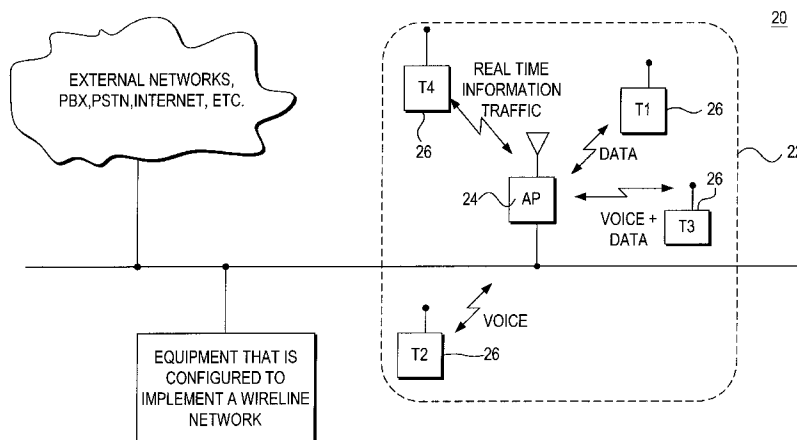 20
EXTERNAL NETWORKS,
PBX,PSTN,INTERNET, ETC.
T4
26
REAL TIME
INFORMATION
TRAFFIC
T1
26
DATA
22
24
AP
26
T3
VOICE +
DATA
VOICE
T2
26
EQUIPMENT THAT IS
CONFIGURED TO
IMPLEMENT A WIRELINE
NETWORK